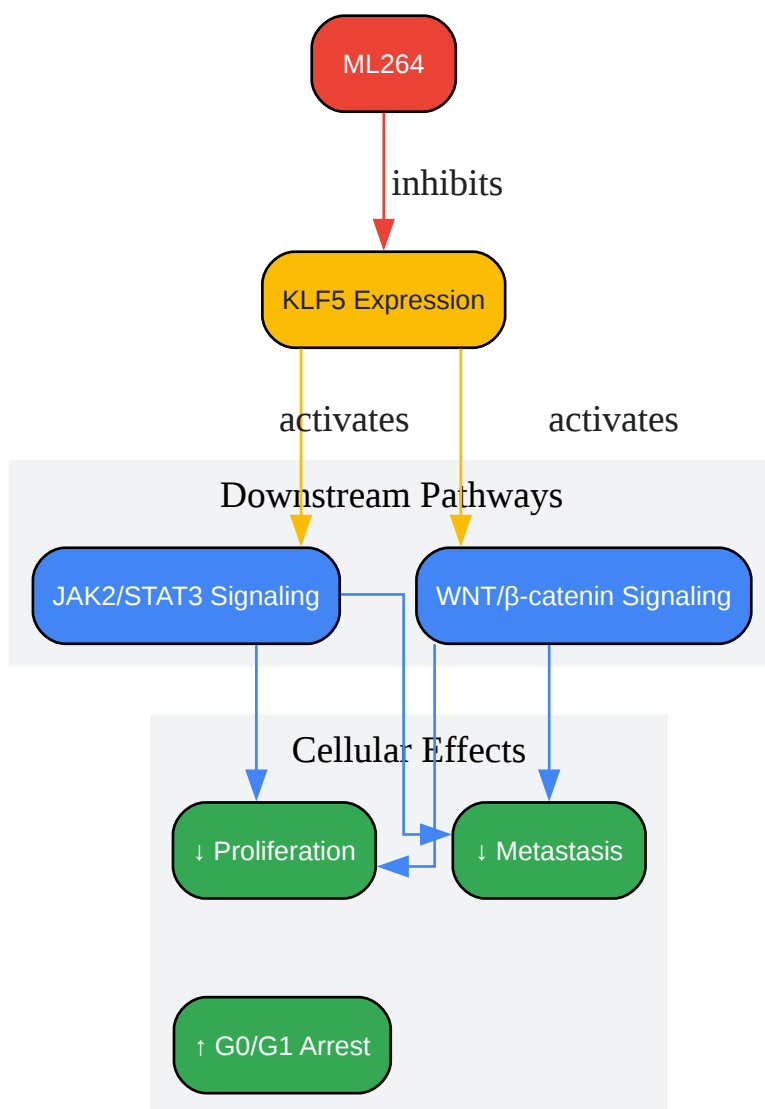 ML264
inhibits
KLF5 Expression
activates
activates
Downstream Pathways
JAK2/STAT3 Signaling
WNT/β-catenin Signaling
Cellular Effects
↓ Proliferation
↓ Metastasis
↑ G0/G1 Arrest